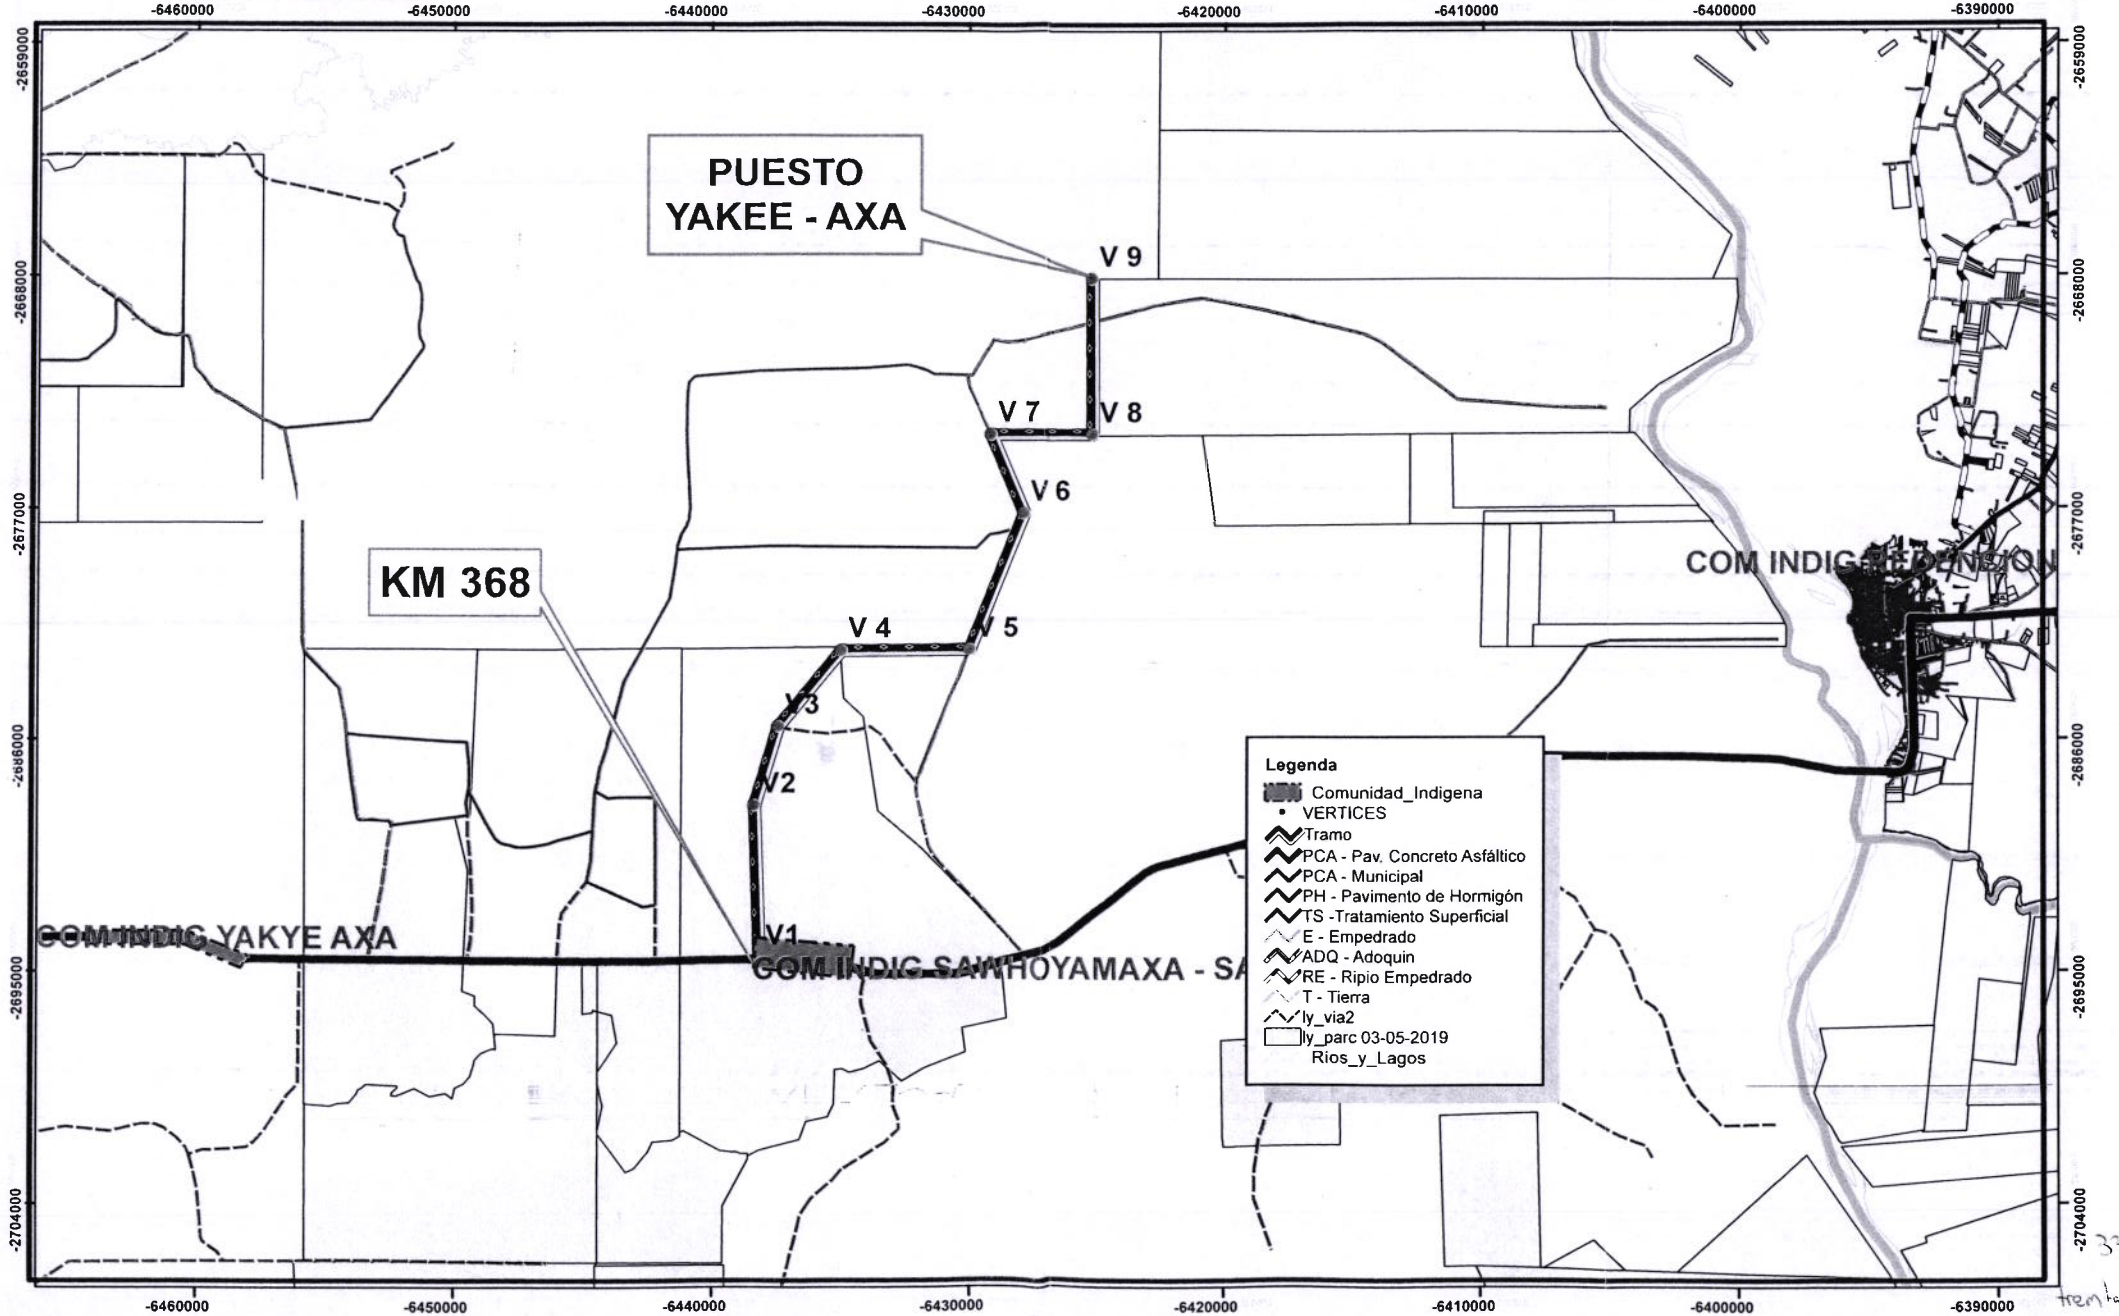 -6460000 -6450000 -6440000 -6430000 -6420000 -6410000 -6400000 -6390000
-2659000
-2659000
PUESTO
YAKEE - AXA
V 9
-2668000
-2668000
V 7
V 8
V 6
-2677000
-2677000
COM INDIG REDENCION
KM 368
V 4
V 5
V3
-2686000
-2686000
V2
Legenda
Comunidad_Indigena
VERTICES
Tramo
PCA - Pav. Concreto Asfáltico
PCA - Municipal
PH - Pavimento de Hormigón
TS -Tratamiento Superficial
E - Empedrado
ADQ - Adoquin
RE - Ripio Empedrado
T - Tierra
ly_via2
ly_parc 03-05-2019
Rios_y_Lagos
COM INDIG YAKYE AXA
V1
COM INDIG SAWHOYAMAXA - SA
-2695000
-2695000
-2704000
-2704000
-6460000 -6450000 -6440000 -6430000 -6420000 -6410000 -6400000 -6390000